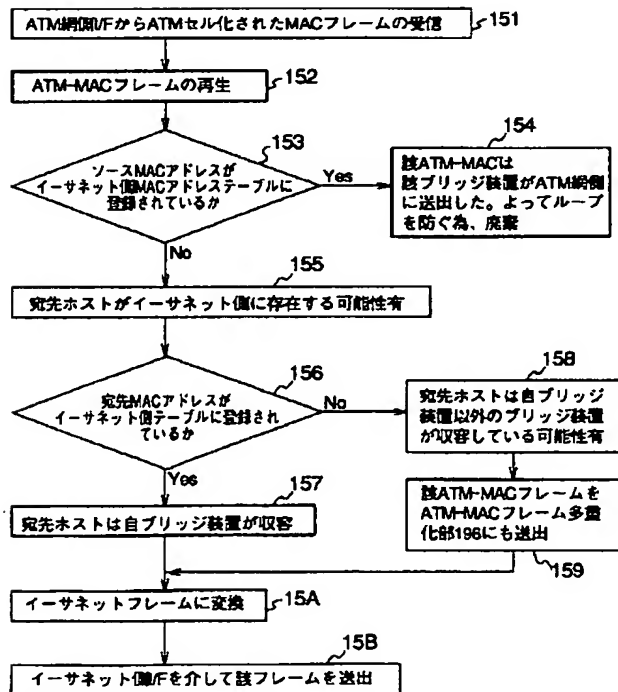 ATM網側I/FからATMセル化されたMACフレームの受信
151
ATM-MACフレームの再生
152
153
ソースMACアドレスが
イーサネット側MACアドレステーブルに
登録されているか
Yes
No
154
該ATM-MACは
該ブリッジ装置がATM網側
に送出した。よってループ
を防ぐ為、廃棄
155
宛先ホストがイーサネット側に存在する可能性有
156
宛先MACアドレスが
イーサネット側テーブルに登録され
ているか
No
Yes
158
宛先ホストは自ブリッジ
装置以外のブリッジ装置
が収容している可能性有
157
宛先ホストは自ブリッジ装置が収容
該ATM-MACフレームを
ATM-MACフレーム多重
化部196にも送出
159
イーサネットフレームに変換
15A
15B
イーサネット側I/Fを介して該フレームを送出